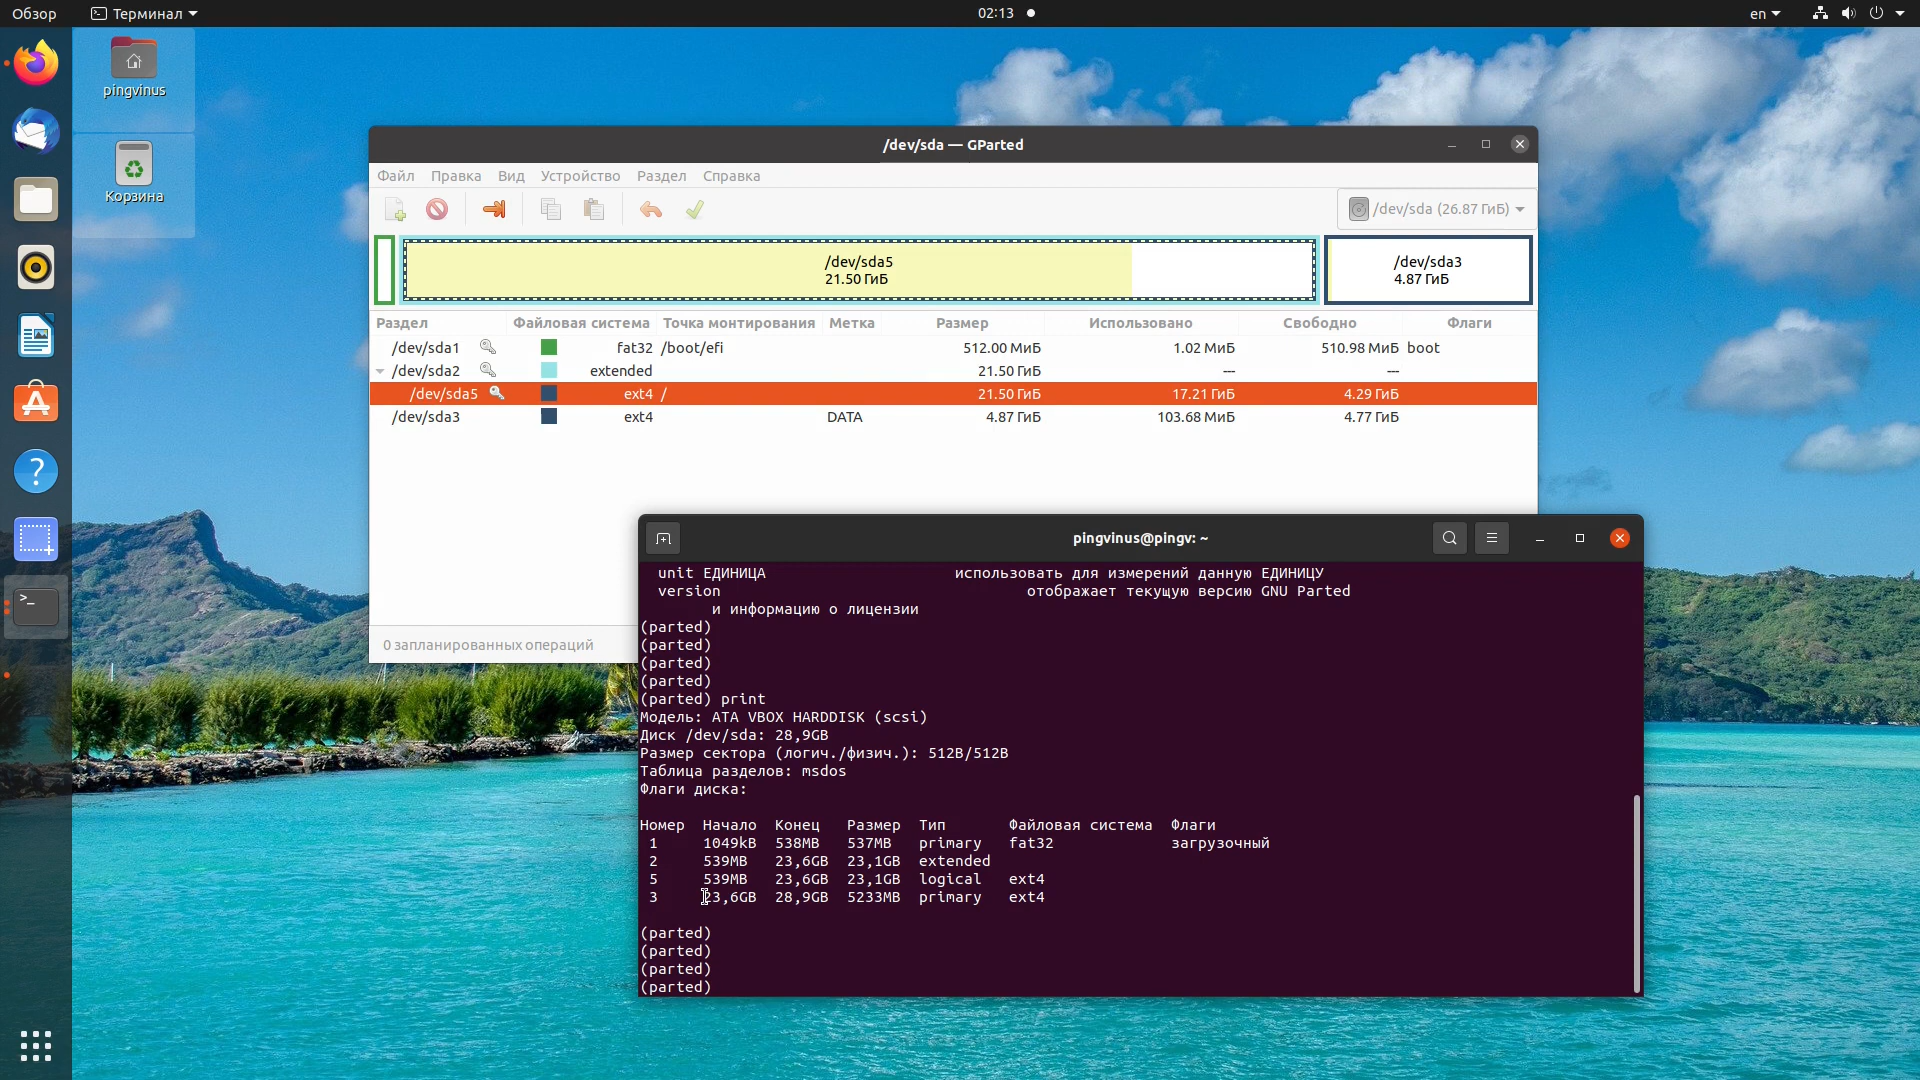 Обзор Терминал 02:13 en
pingvinus
Корзина
/dev/sda — GParted
Файл Правка Вид Устройство Раздел Справка
/dev/sda (26.87 ГиБ)
/dev/sda5
21.50 ГиБ
/dev/sda3
4.87 ГиБ
Раздел Файловая система Точка монтирования Метка Размер Использовано Свободно Флаги
/dev/sda1 fat32 /boot/efi 512.00 МиБ 1.02 МиБ 510.98 МиБ boot
/dev/sda2 extended 21.50 ГиБ --- ---
/dev/sda5 ext4 / 21.50 ГиБ 17.21 ГиБ 4.29 ГиБ
/dev/sda3 ext4 DATA 4.87 ГиБ 103.68 МиБ 4.77 ГиБ
0 запланированных операций
pingvinus@pingv: ~
unit ЕДИНИЦА использовать для измерений данную ЕДИНИЦУ
version отображает текущую версию GNU Parted
и информацию о лицензии
(parted)
(parted)
(parted)
(parted)
(parted) print
Модель: ATA VBOX HARDDISK (scsi)
Диск /dev/sda: 28,9GB
Размер сектора (логич./физич.): 512B/512B
Таблица разделов: msdos
Флаги диска:
Номер Начало Конец Размер Тип Файловая система Флаги
1 1049kB 538MB 537MB primary fat32 загрузочный
2 539MB 23,6GB 23,1GB extended
5 539MB 23,6GB 23,1GB logical ext4
3 23,6GB 28,9GB 5233MB primary ext4
(parted)
(parted)
(parted)
(parted)